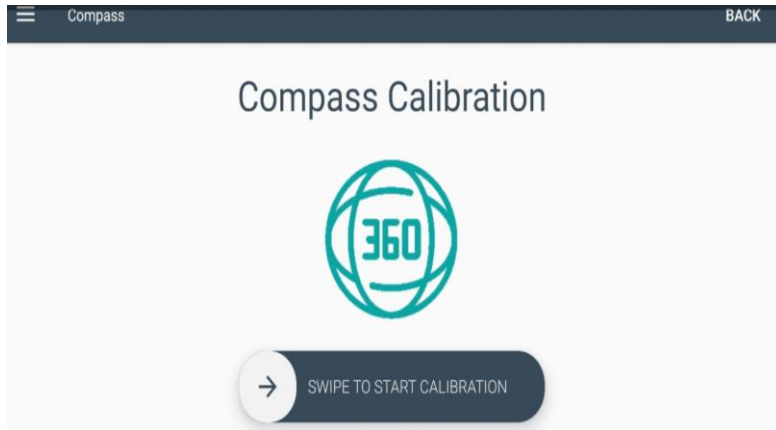 Compass
BACK
Compass Calibration
360
SWIPE TO START CALIBRATION